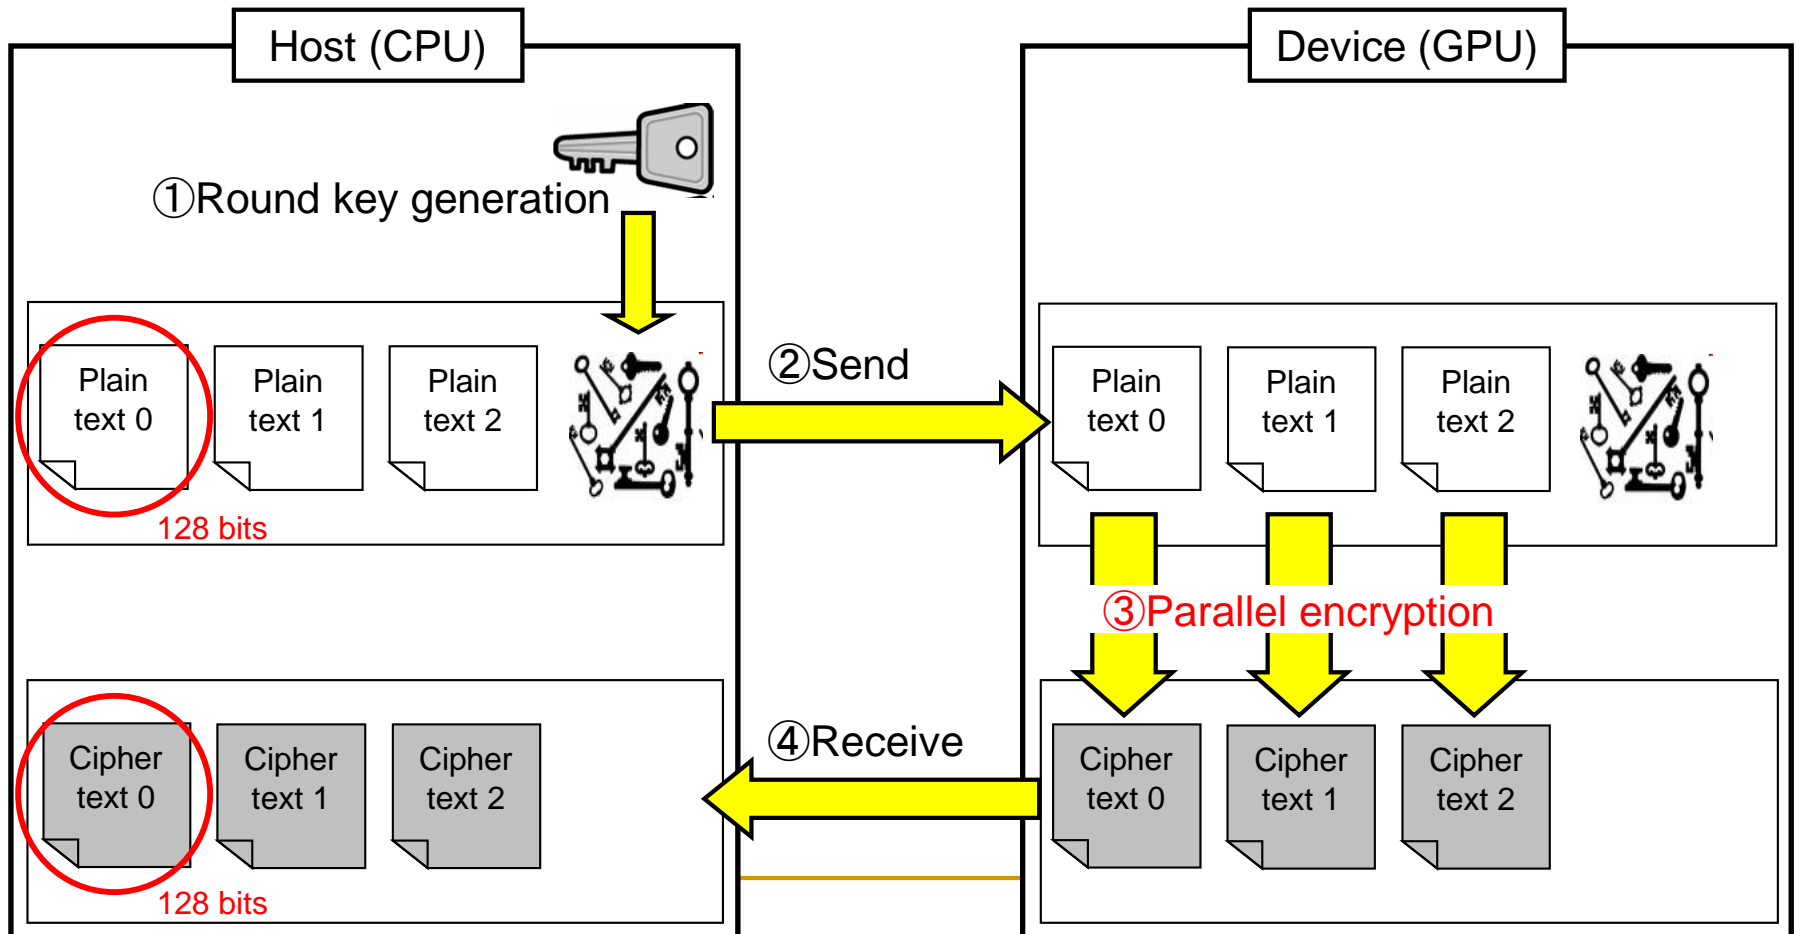 Host (CPU)
Device (GPU)
①Round key generation
Plain
text 0
Plain
text 1
Plain
text 2
128 bits
②Send
Plain
text 0
Plain
text 1
Plain
text 2
③Parallel encryption
Cipher
text 0
Cipher
text 1
Cipher
text 2
128 bits
④Receive
Cipher
text 0
Cipher
text 1
Cipher
text 2